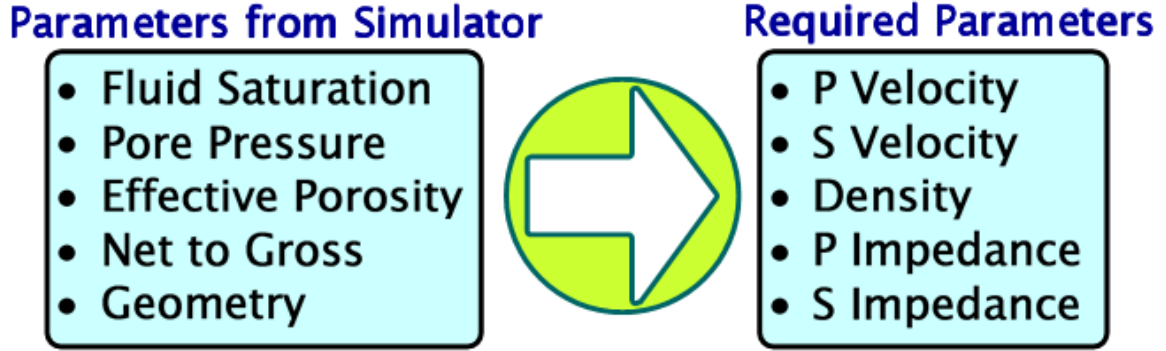 Parameters from Simulator
• Fluid Saturation
• Pore Pressure
• Effective Porosity
• Net to Gross
• Geometry
Required Parameters
• P Velocity
• S Velocity
• Density
• P Impedance
• S Impedance